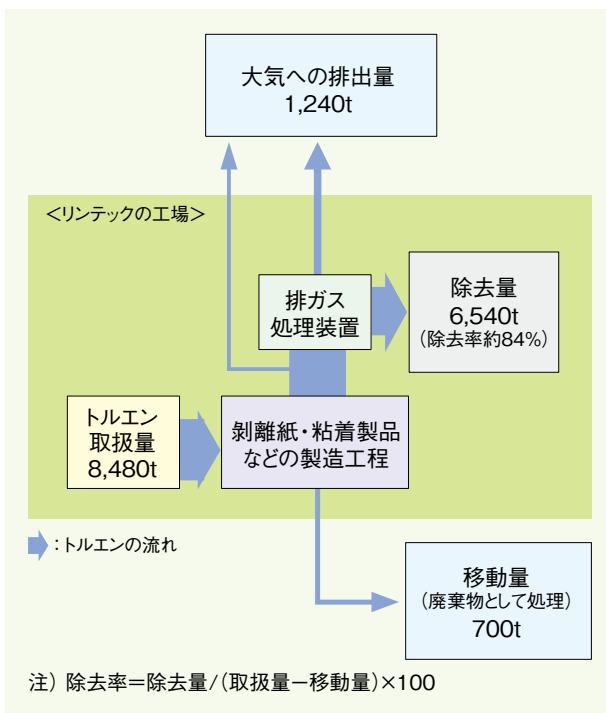 大気への排出量
1,240t
<リンテックの工場>
排ガス
処理装置
除去量
6,540t
(除去率約84%)
トルエン
取扱量
8,480t
剥離紙・粘着製品
などの製造工程
:トルエンの流れ
移動量
(廃棄物として処理)
700t
注) 除去率=除去量/(取扱量−移動量)×100